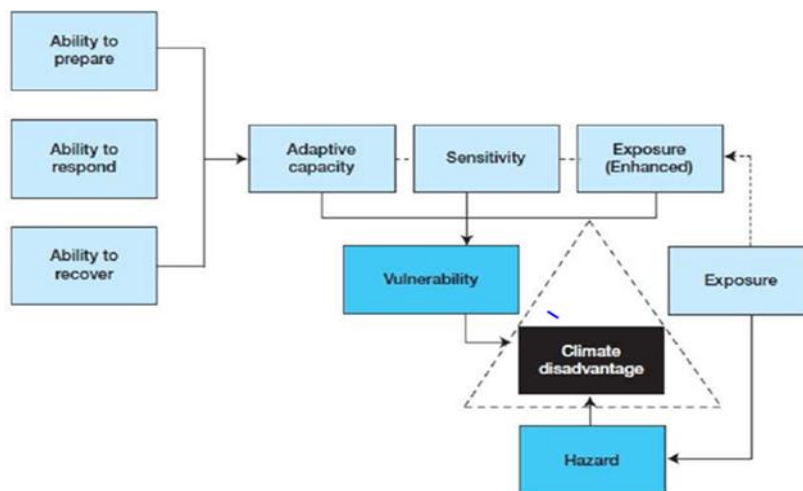 Ability to
prepare
Ability to
respond
Ability to
recover
Adaptive
capacity
Sensitivity
Exposure
(Enhanced)
Vulnerability
Exposure
Climate
disadvantage
Hazard